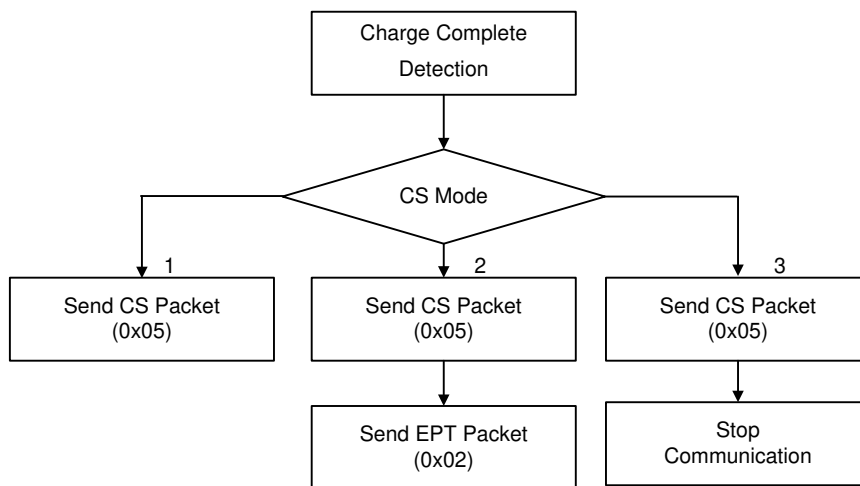 Charge Complete
Detection
CS Mode
1
2
3
Send CS Packet
(0x05)
Send CS Packet
(0x05)
Send CS Packet
(0x05)
Send EPT Packet
(0x02)
Stop
Communication